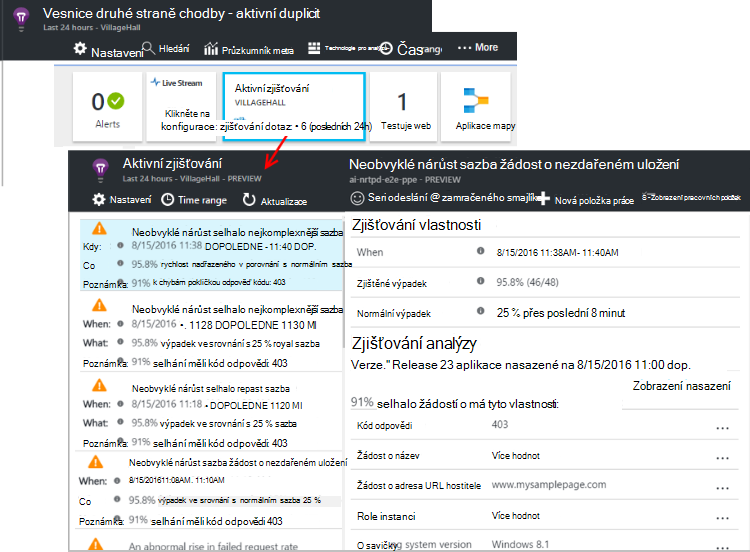 Vesnice druhé straně chodby - aktivní duplicit
Last 24 hours - VillageHall
Nastavení Hledání Průzkumník metra Technologie pro analýz Čas range ••• More
0 Alerts
Live Stream
Klikněte na
konfigurace: zjišťování dotaz: • 6 (posledních 24h)
Aktivní zjišťování
VILLAGEHALL
1
Testuje web
Aplikace mapy
Aktivní zjišťování
Last 24 hours - VillageHall - PREVIEW
Nastavení Time range Aktualizace
Neobvyklé nárůst selhalo nejkomplexnější sazba
Kdy: 8/15/2016 11:38 DOPOLEDNE - 11:40 DOP.
Co 95.8% rychlost nadřazeného v porovnání s normálním sazba
Poznámka: 91% k chybám pokličkou odpověď kódu: 403
Neobvyklé nárůst selhalo nejkomplexnější sazba
When: 8/15/2016 •. 1128 DOPOLEDNE 1130 MI
What: 95.8% výpadek ve srovnání s 25 % royal sazba
Poznámka: 91% selhání měli kód odpovědi: 403
Neobvyklé nárůst selhalo repast sazba
When: 8/15/2016 11:18 • DOPOLEDNE 1120 MI
What: 95.8% výpadek ve srovnání s 25% sazba
Poznámka: 91% selhání měli kód odpovědi: 403
Neobvyklé nárůst sazba žádost o nezdařeném uložení
When: 8/15/201611:08AM. 11:10AM
Co 95.8% výpadek ve srovnání s normálním sazba 25 %
Poznámka: 91% selhání měli kód odpovědi 403
An abnormal rise in failed request rate
Neobvyklé nárůst sazba žádost o nezdařeném uložení
ai-nrtpd-e2e-ppe - PREVIEW
Seri odeslání @ zamračeného smajlík Nová položka práce Zobrazení pracovních položek
Zjišťování vlastnosti
When 8/15/2016 11:38AM- 11:40AM
Zjištěné výpadek 95.8% (46/48)
Normální výpadek 25 % přes poslední 8 minut
Zjišťování analýzy
Verze." Release 23 aplikace nasazené na 8/15/2016 11:00 dop.
Zobrazení nasazení
91% selhalo žádostí o má tyto vlastnosti:
Kód odpovědi 403 ...
Žádost o název Více hodnot ...
Žádost o adresa URL hostitele www.mysamplepage.com ...
Role instanci Více hodnot ...
O savičky ng system version Windows 8.1 ...